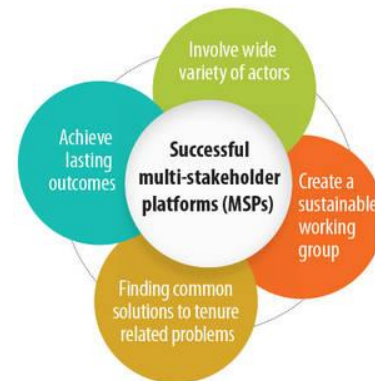 Involve wide
variety of actors
Achieve
lasting
outcomes
Successful
multi-stakeholder
platforms (MSPs)
Create a
sustainable
working
group
Finding common
solutions to tenure
related problems